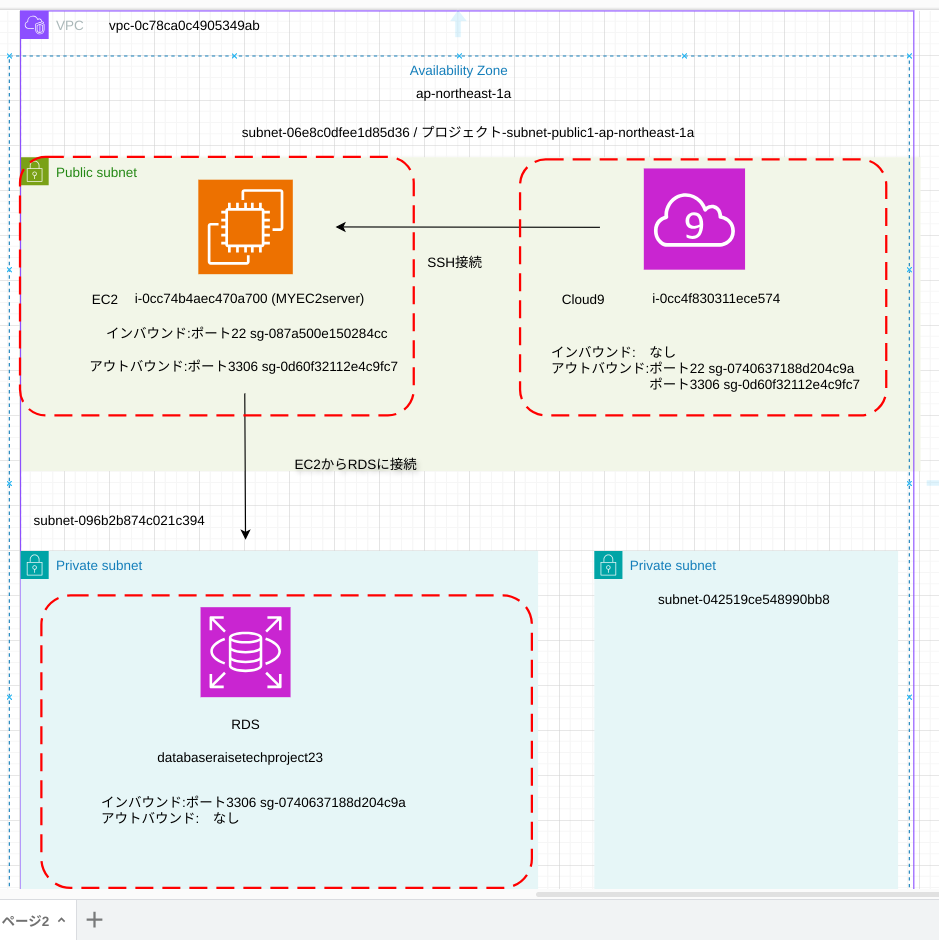 VPC vpc-0c78ca0c4905349ab
Availability Zone
ap-northeast-1a
subnet-06e8c0dfee1d85d36 / プロジェクト-subnet-public1-ap-northeast-1a
Public subnet
9
SSH接続
EC2 i-0cc74b4aec470a700 (MYEC2server)
Cloud9 i-0cc4f830311ece574
インバウンド:ポート22 sg-087a500e150284cc
アウトバウンド:ポート3306 sg-0d60f32112e4c9fc7
インバウンド: なし
アウトバウンド:ポート22 sg-0740637188d204c9a
ポート3306 sg-0d60f32112e4c9fc7
EC2からRDSに接続
subnet-096b2b874c021c394
Private subnet
Private subnet
subnet-042519ce548990bb8
RDS
databaseraisetechproject23
インバウンド:ポート3306 sg-0740637188d204c9a
アウトバウンド: なし
ページ2